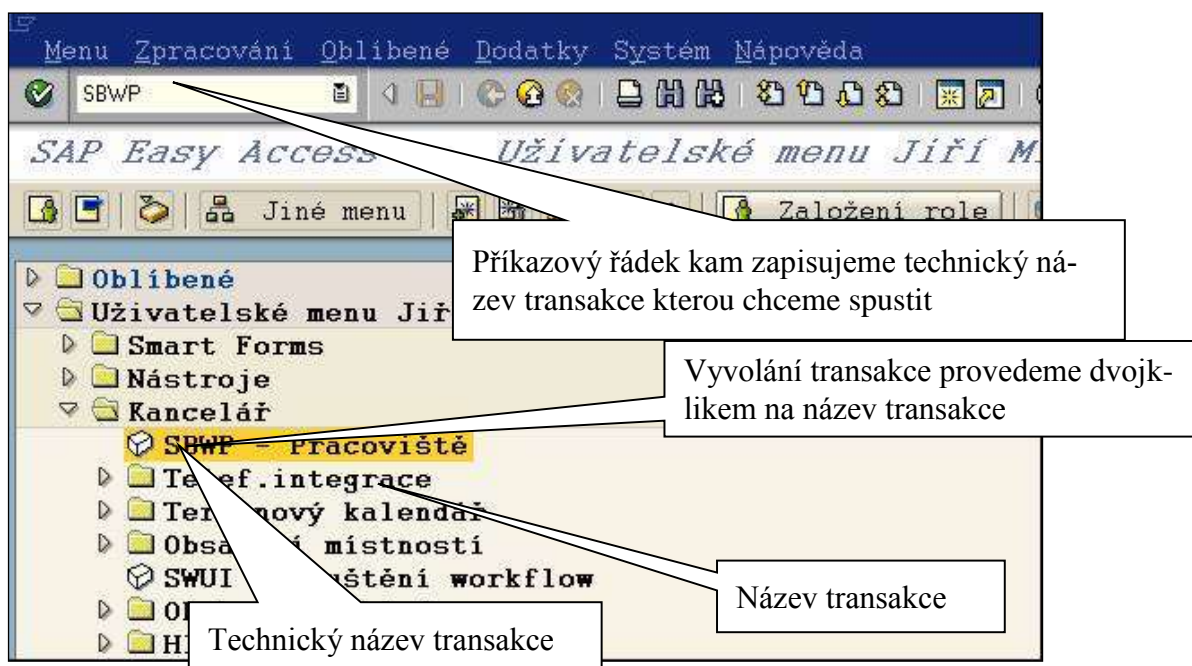 Menu Zpracování Oblíbené Dodatky Systém Nápověda
SBWP
SAP Easy Access Uživatelské menu Jiří M
Jiné menu Založení role
Příkazový řádek kam zapisujeme technický ná-
zev transakce kterou chceme spustit
Oblíbené
Uživatelské menu Jiř
Smart Forms
Vyvolání transakce provedeme dvojk-
likem na název transakce
Nástroje
Kancelář
SBWP - Pracoviště
Telef.integrace
Termínový kalendář
místností
SWUI workflow
Název transakce
Technický název transakce